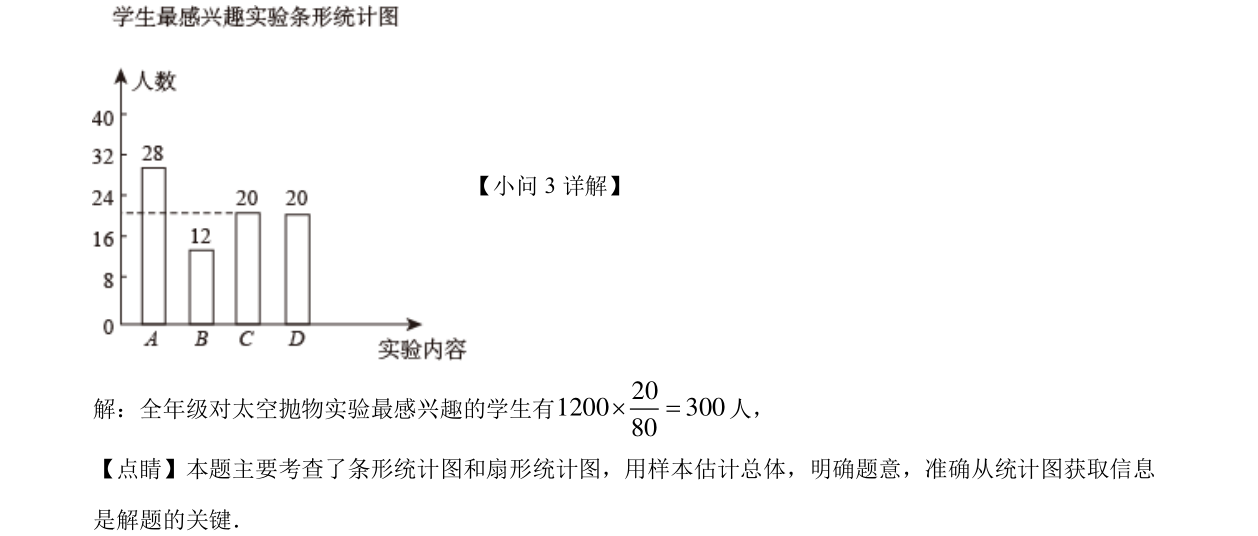 学生最感兴趣实验条形统计图
人数
40
32
28
24
20
20
16
12
8
0
A B C D
实验内容
【小问 3 详解】
解：全年级对太空抛物实验最感兴趣的学生有1200×20/80=300人，
【点睛】本题主要考查了条形统计图和扇形统计图，用样本估计总体，明确题意，准确从统计图获取信息
是解题的关键．